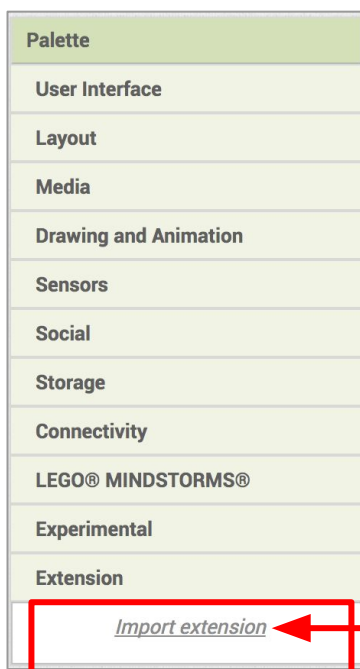 Palette
User Interface
Layout
Media
Drawing and Animation
Sensors
Social
Storage
Connectivity
LEGO® MINDSTORMS®
Experimental
Extension
Import extension